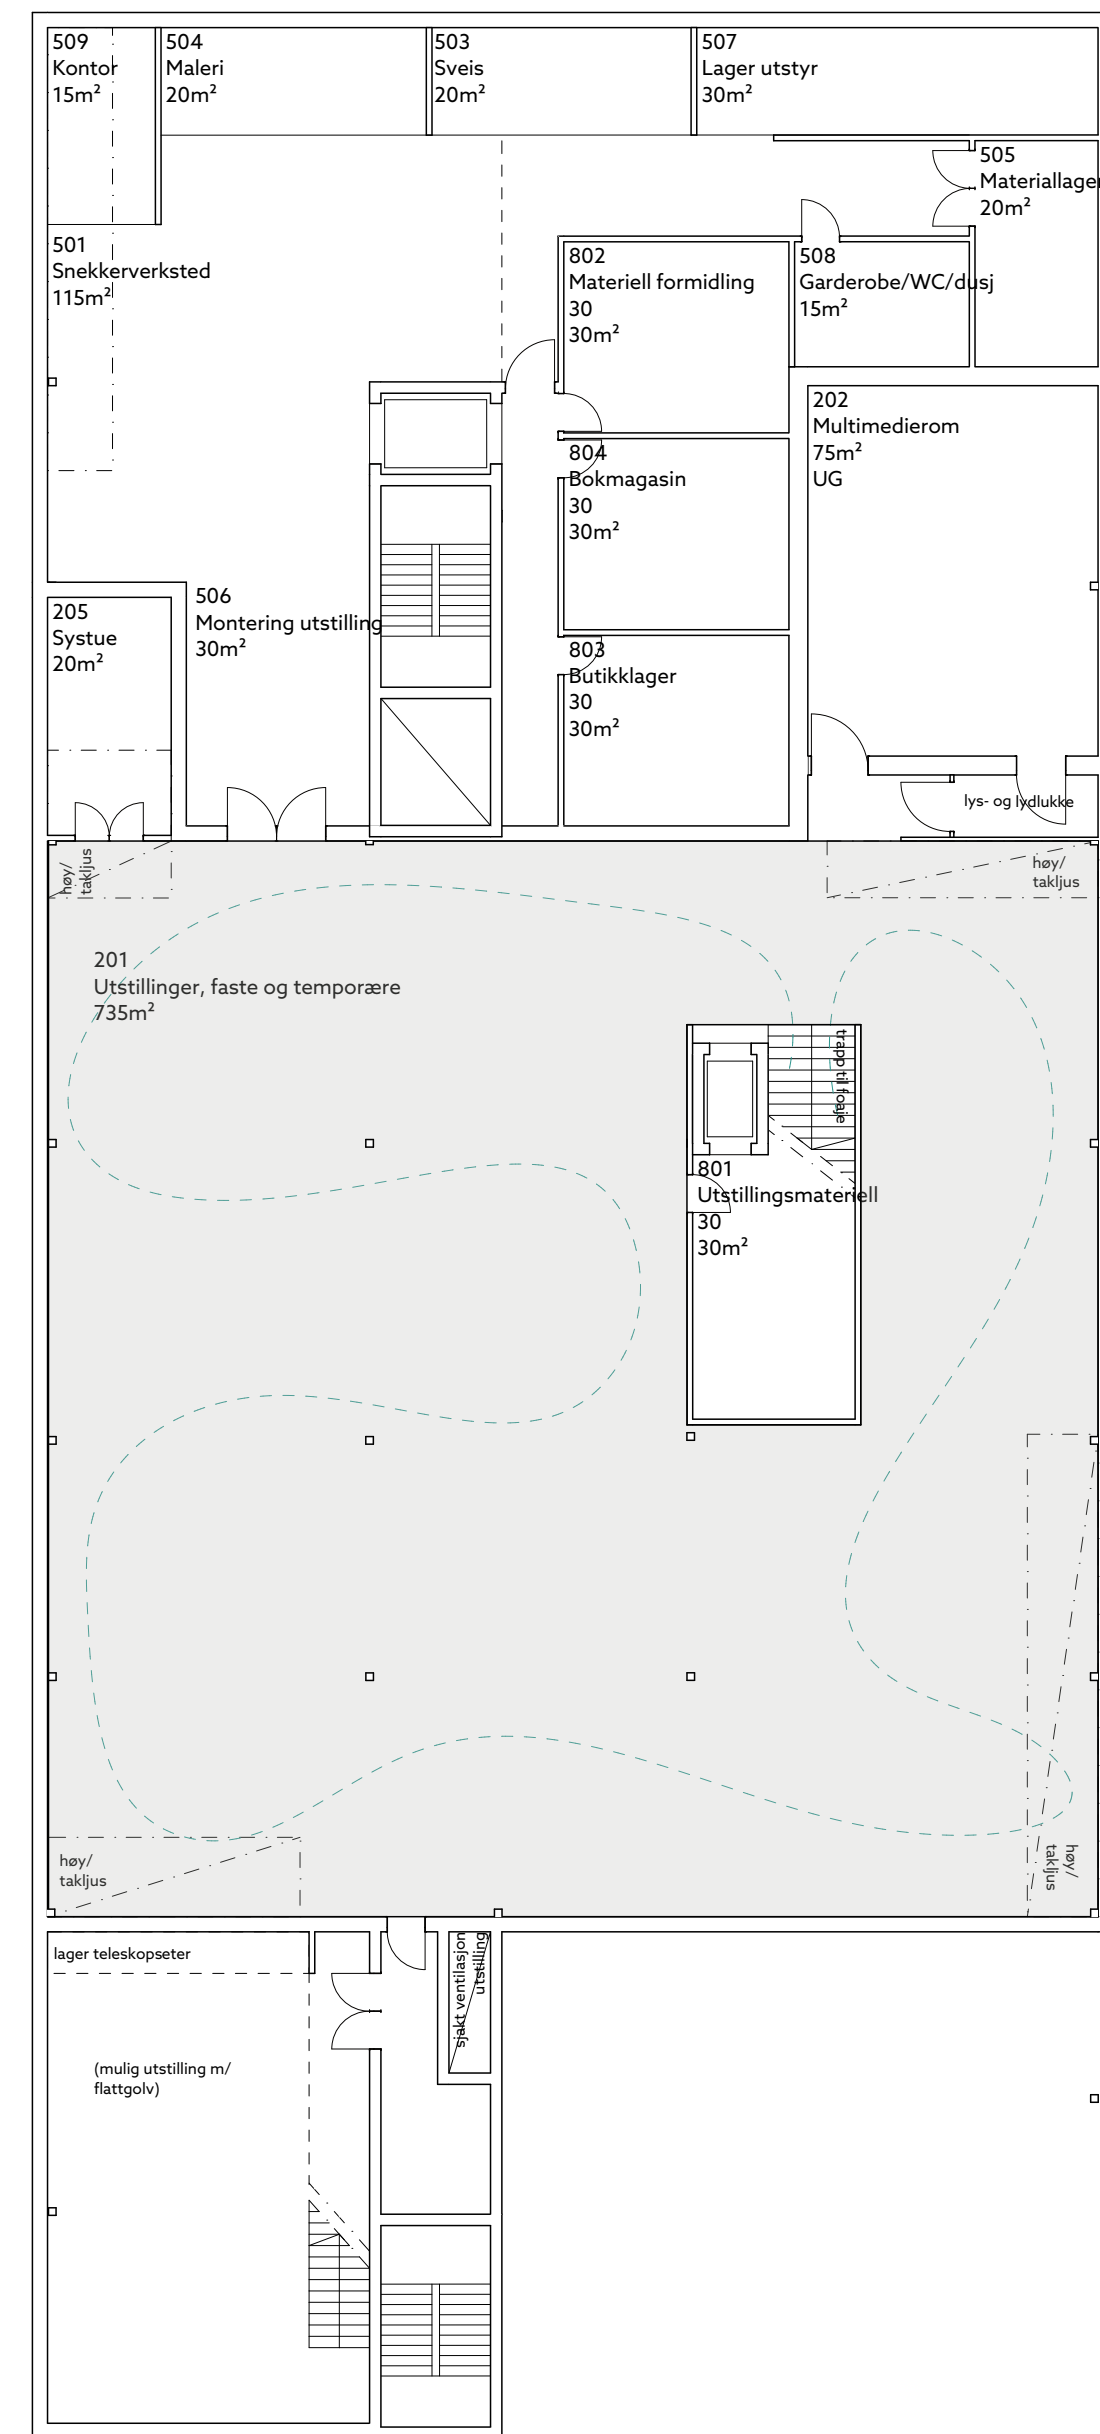 509
Kontor
15m²
504
Maleri
20m²
503
Sveis
20m²
507
Lager utstyr
30m²
505
Materiallager
20m²
501
Snekkerverksted
115m²
802
Materiell formidling
30
30m²
508
Garderobe/WC/dusj
15m²
202
Multimedierom
75m²
UG
804
Bokmagasin
30
30m²
205
Systue
20m²
506
Montering utstilling
30m²
803
Butikklager
30
30m²
lys- og lydlukke
høy/
takljus
høy/
takljus
201
Utstillinger, faste og temporære
735m²
trapp til foaje
801
Utstillingsmateriell
30
30m²
høy/
takljus
høy/
takljus
lager teleskopseter
sjakt ventilasjon
utstilling
(mulig utstilling m/
flattgolv)